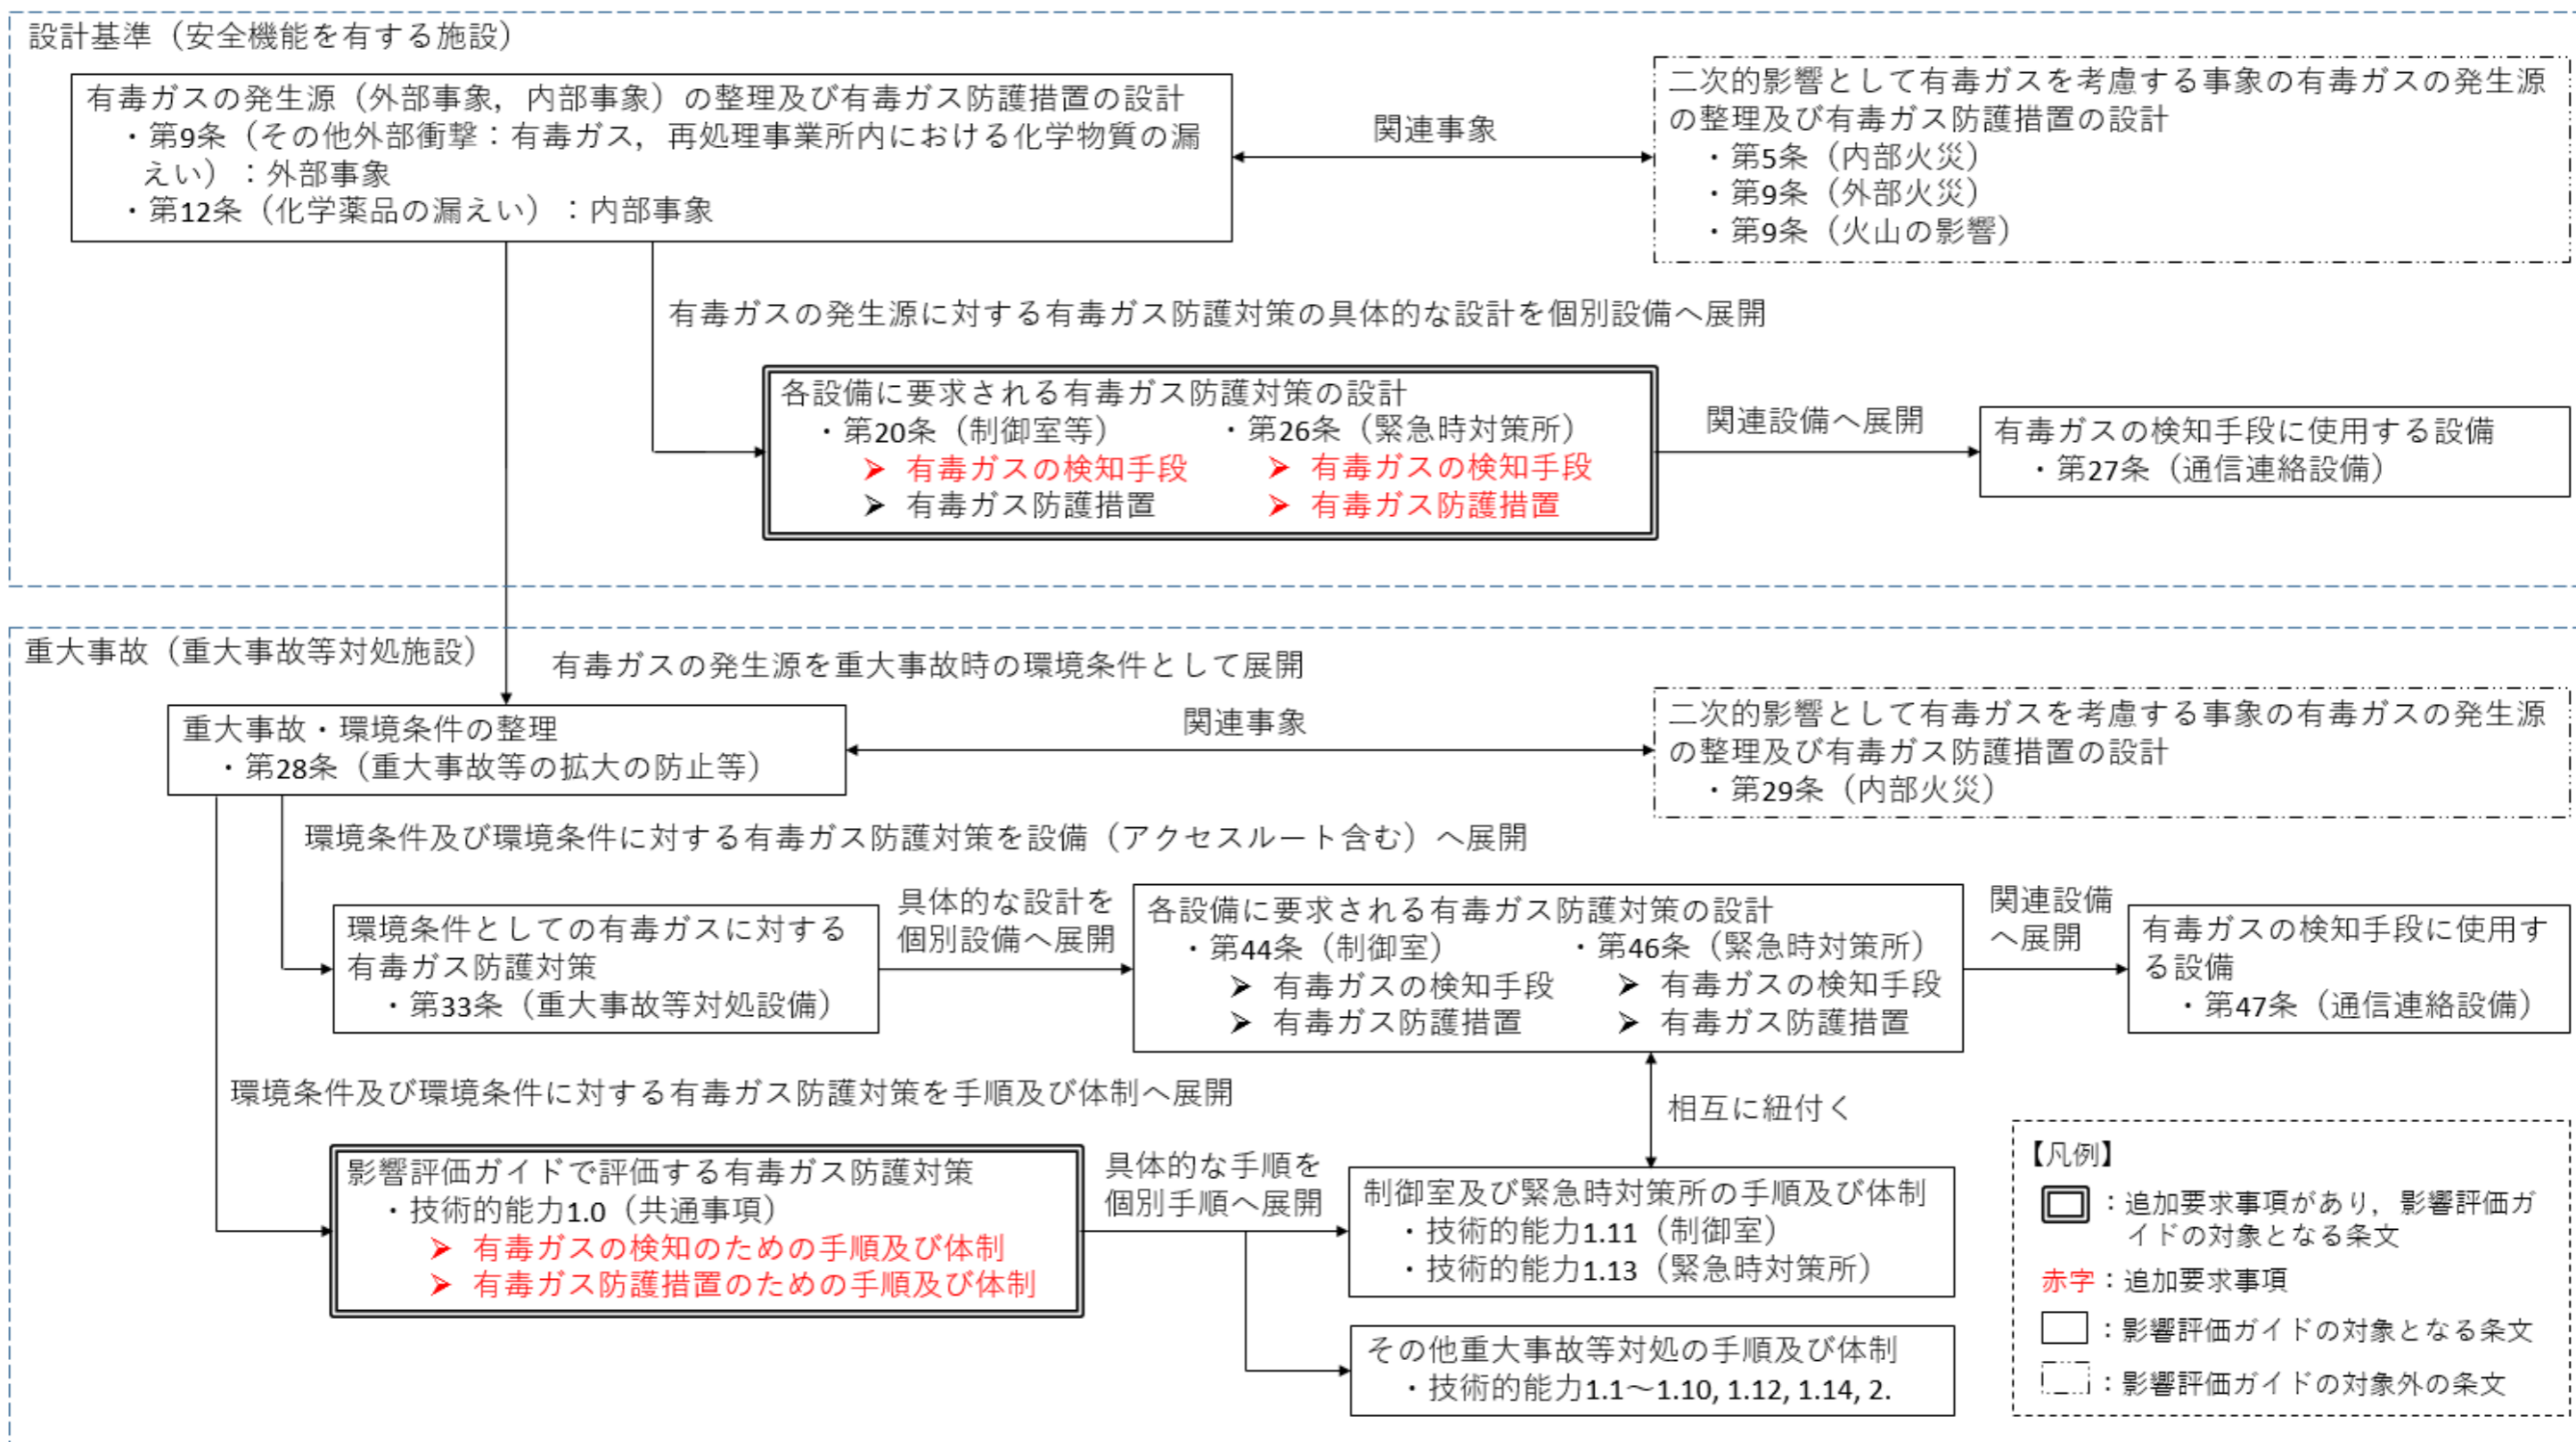 設計基準（安全機能を有する施設）
有毒ガスの発生源（外部事象，内部事象）の整理及び有毒ガス防護措置の設計
・第9条（その他外部衝撃：有毒ガス，再処理事業所内における化学物質の漏
えい）：外部事象
・第12条（化学薬品の漏えい）：内部事象
関連事象
二次的影響として有毒ガスを考慮する事象の有毒ガスの発生源
の整理及び有毒ガス防護措置の設計
・第5条（内部火災）
・第9条（外部火災）
・第9条（火山の影響）
有毒ガスの発生源に対する有毒ガス防護対策の具体的な設計を個別設備へ展開
各設備に要求される有毒ガス防護対策の設計
・第20条（制御室等）
➢ 有毒ガスの検知手段
➢ 有毒ガス防護措置
・第26条（緊急時対策所）
➢ 有毒ガスの検知手段
➢ 有毒ガス防護措置
関連設備へ展開
有毒ガスの検知手段に使用する設備
・第27条（通信連絡設備）
重大事故（重大事故等対処施設）
有毒ガスの発生源を重大事故時の環境条件として展開
重大事故・環境条件の整理
・第28条（重大事故等の拡大の防止等）
関連事象
二次的影響として有毒ガスを考慮する事象の有毒ガスの発生源
の整理及び有毒ガス防護措置の設計
・第29条（内部火災）
環境条件及び環境条件に対する有毒ガス防護対策を設備（アクセスルート含む）へ展開
環境条件としての有毒ガスに対する
有毒ガス防護対策
・第33条（重大事故等対処設備）
具体的な設計を
個別設備へ展開
各設備に要求される有毒ガス防護対策の設計
・第44条（制御室）
➢ 有毒ガスの検知手段
➢ 有毒ガス防護措置
・第46条（緊急時対策所）
➢ 有毒ガスの検知手段
➢ 有毒ガス防護措置
関連設備
へ展開
有毒ガスの検知手段に使用す
る設備
・第47条（通信連絡設備）
環境条件及び環境条件に対する有毒ガス防護対策を手順及び体制へ展開
相互に紐付く
影響評価ガイドで評価する有毒ガス防護対策
・技術的能力1.0（共通事項）
➢ 有毒ガスの検知のための手順及び体制
➢ 有毒ガス防護措置のための手順及び体制
具体的な手順を
個別手順へ展開
制御室及び緊急時対策所の手順及び体制
・技術的能力1.11（制御室）
・技術的能力1.13（緊急時対策所）
その他重大事故等対処の手順及び体制
・技術的能力1.1～1.10, 1.12, 1.14, 2.
【凡例】
：追加要求事項があり，影響評価ガ
イドの対象となる条文
赤字：追加要求事項
：影響評価ガイドの対象となる条文
：影響評価ガイドの対象外の条文